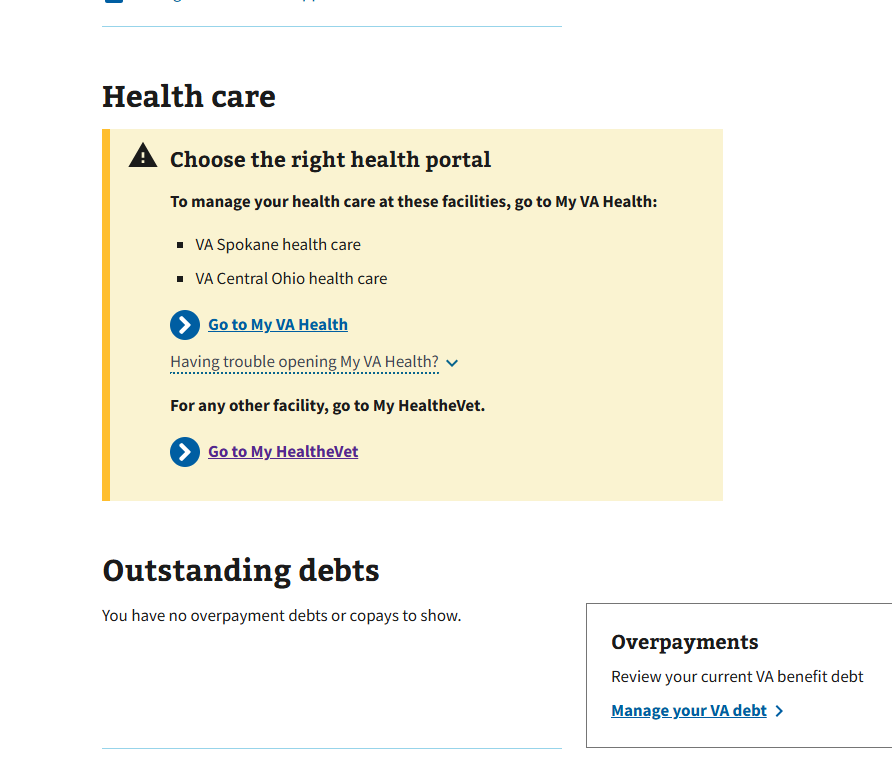 Health care
Choose the right health portal
To manage your health care at these facilities, go to My VA Health:
VA Spokane health care
VA Central Ohio health care
Go to My VA Health
Having trouble opening My VA Health?
For any other facility, go to My HealtheVet.
Go to My HealtheVet
Outstanding debts
You have no overpayment debts or copays to show.
Overpayments
Review your current VA benefit debt
Manage your VA debt